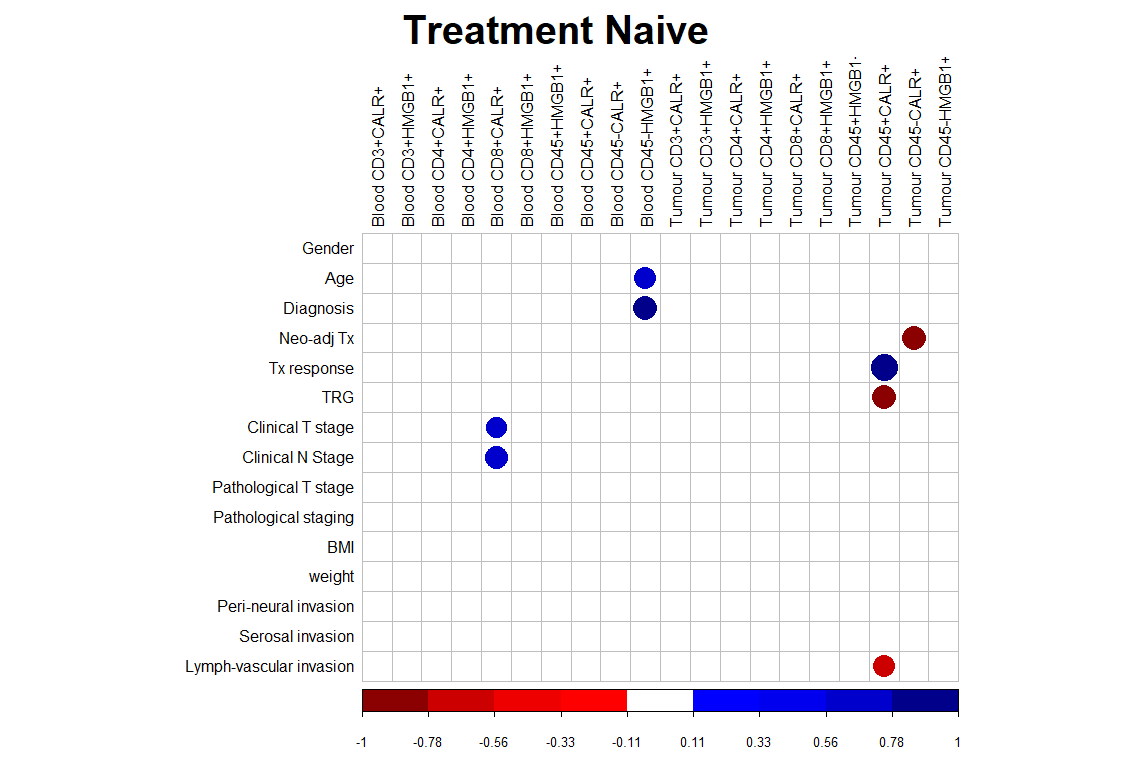 Treatment Naive
Blood CD3+CALR+
Blood CD3+HMGB1+
Blood CD4+CALR+
Blood CD4+HMGB1+
Blood CD8+CALR+
Blood CD8+HMGB1+
Blood CD45+HMGB1+
Blood CD45+CALR+
Blood CD45-CALR+
Blood CD45-HMGB1+
Tumour CD3+CALR+
Tumour CD3+HMGB1+
Tumour CD4+CALR+
Tumour CD4+HMGB1+
Tumour CD8+CALR+
Tumour CD8+HMGB1+
Tumour CD45+HMGB1
Tumour CD45+CALR+
Tumour CD45-CALR+
Tumour CD45-HMGB1+
Gender
Age
Diagnosis
Neo-adj Tx
Tx response
TRG
Clinical T stage
Clinical N Stage
Pathological T stage
Pathological staging
BMI
weight
Peri-neural invasion
Serosal invasion
Lymph-vascular invasion
-1 -0.78 -0.56 -0.33 -0.11 0.11 0.33 0.56 0.78 1